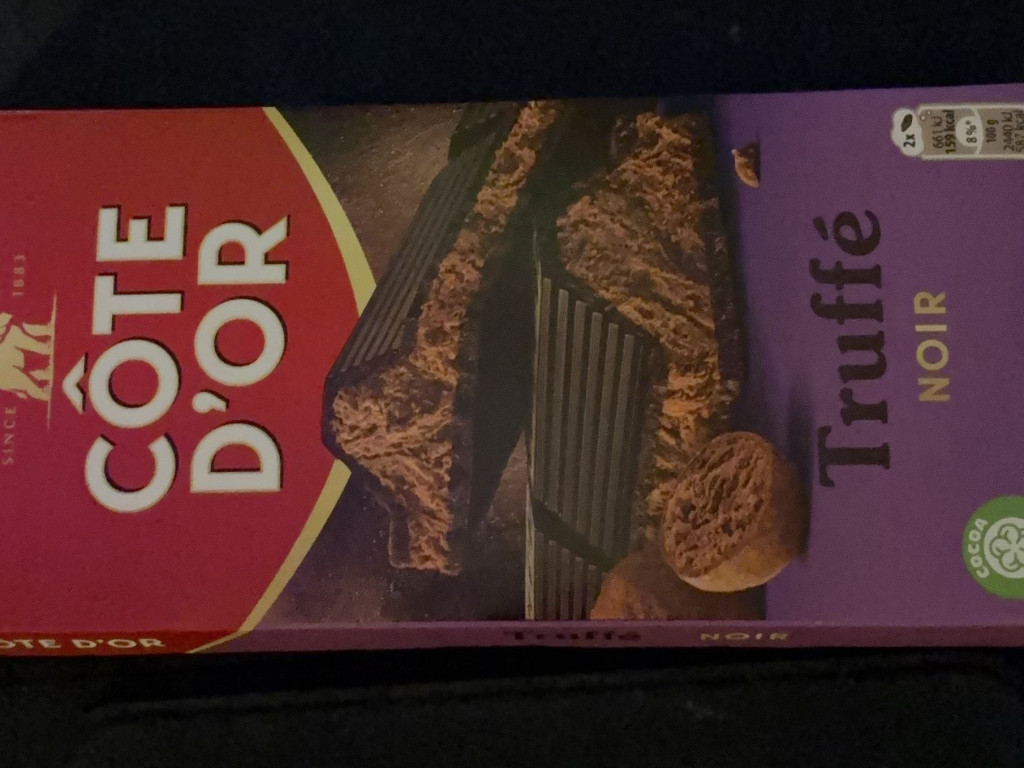 SINCE 1883
CÔTE
D'OR
Truffé
NOIR
2x
661 kJ
159 kcal
8%*
100 g
2440 kJ
COCOA
OTE D'OR
Truffé NOIR